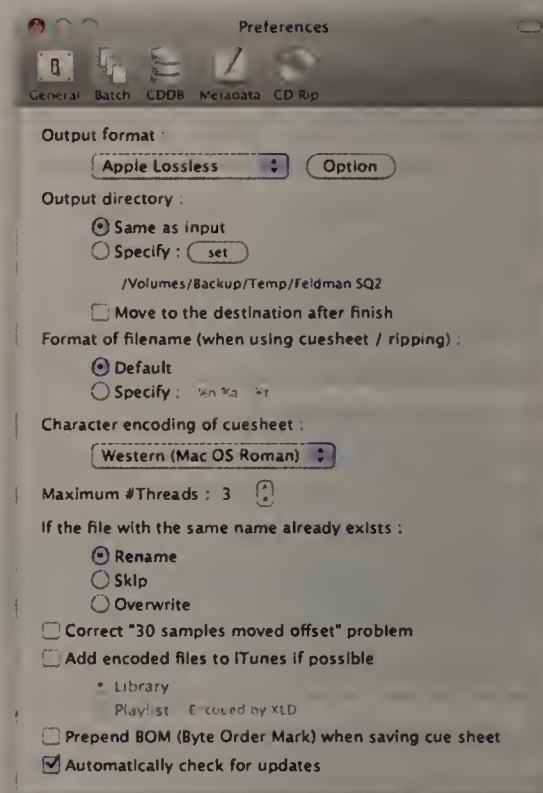 Preferences
General Batch CDDB Metadata CD Rip
Output format :
Apple Lossless Option
Output directory :
Same as input
Specify : set
/Volumes/Backup/Temp/Feldman SQ2
Move to the destination after finish
Format of filename (when using cuesheet / ripping) :
Default
Specify :
Character encoding of cuesheet :
Western (Mac OS Roman)
Maximum #Threads : 3
If the file with the same name already exists :
Rename
Skip
Overwrite
Correct "30 samples moved offset" problem
Add encoded files to iTunes if possible
Library
Playlist Encoded by XLD
Prepend BOM (Byte Order Mark) when saving cue sheet
Automatically check for updates